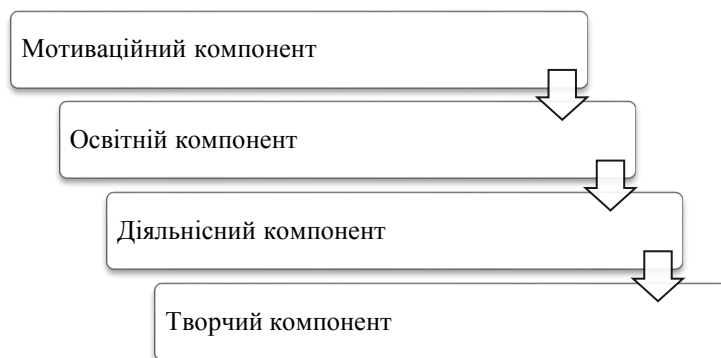 Мотиваційний компонент
Освітній компонент
Діяльнісний компонент
Творчий компонент